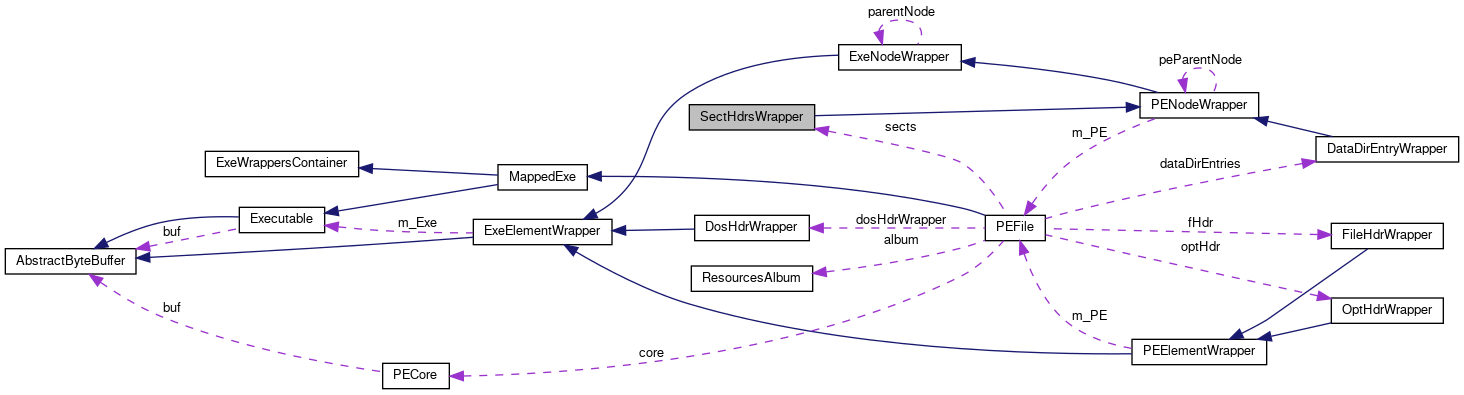 parentNode
ExeNodeWrapper
peParentNode
PENodeWrapper
SectHdrsWrapper
sects
m_PE
DataDirEntryWrapper
dataDirEntries
ExeWrappersContainer
MappedExe
Executable
m_Exe
buf
ExeElementWrapper
DosHdrWrapper
dosHdrWrapper
PEFile
fHdr
FileHdrWrapper
album
optHdr
AbstractByteBuffer
ResourcesAlbum
buf
m_PE
OptHdrWrapper
core
PEElementWrapper
PECore